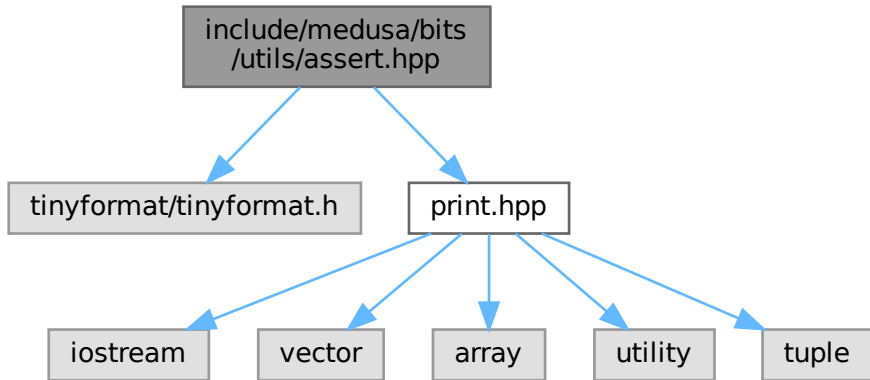 include/medusa/bits
/utils/assert.hpp
tinyformat/tinyformat.h
print.hpp
iostream
vector
array
utility
tuple